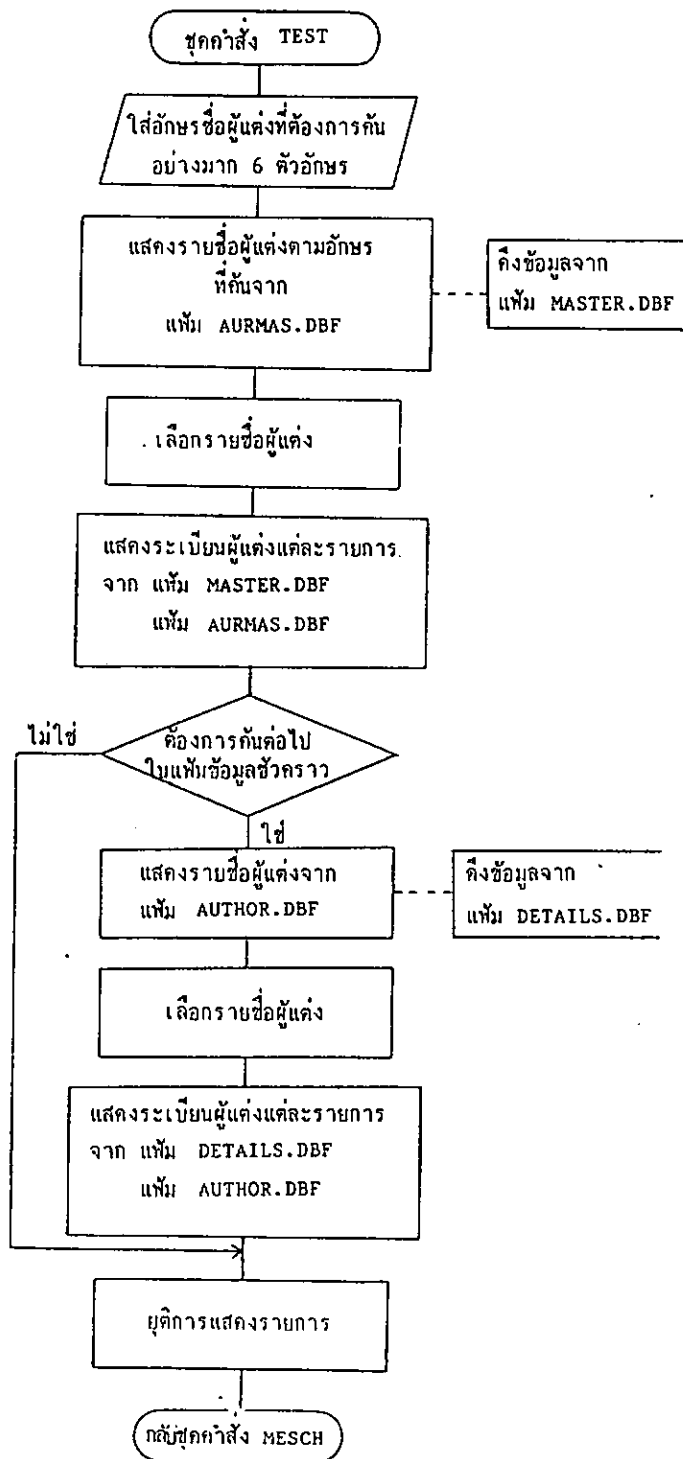 ชุดคำสั่ง TEST
ใส่อักษรชื่อผู้แต่งที่ต้องการค้น
อย่างมาก 6 ตัวอักษร
แสดงรายชื่อผู้แต่งตามอักษร
ที่ค้นจาก
แฟ้ม AURMAS.DBF
ดึงข้อมูลจาก
แฟ้ม MASTER.DBF
เลือกรายชื่อผู้แต่ง
แสดงระเบียนผู้แต่งแต่ละรายการ
จาก แฟ้ม MASTER.DBF
แฟ้ม AURMAS.DBF
ไม่ใช่
ต้องการค้นต่อไป
ในแฟ้มข้อมูลชั่วคราว
ใช่
แสดงรายชื่อผู้แต่งจาก
แฟ้ม AUTHOR.DBF
ดึงข้อมูลจาก
แฟ้ม DETAILS.DBF
เลือกรายชื่อผู้แต่ง
แสดงระเบียนผู้แต่งแต่ละรายการ
จาก แฟ้ม DETAILS.DBF
แฟ้ม AUTHOR.DBF
ยุติการแสดงรายการ
กลับชุดคำสั่ง MESCH